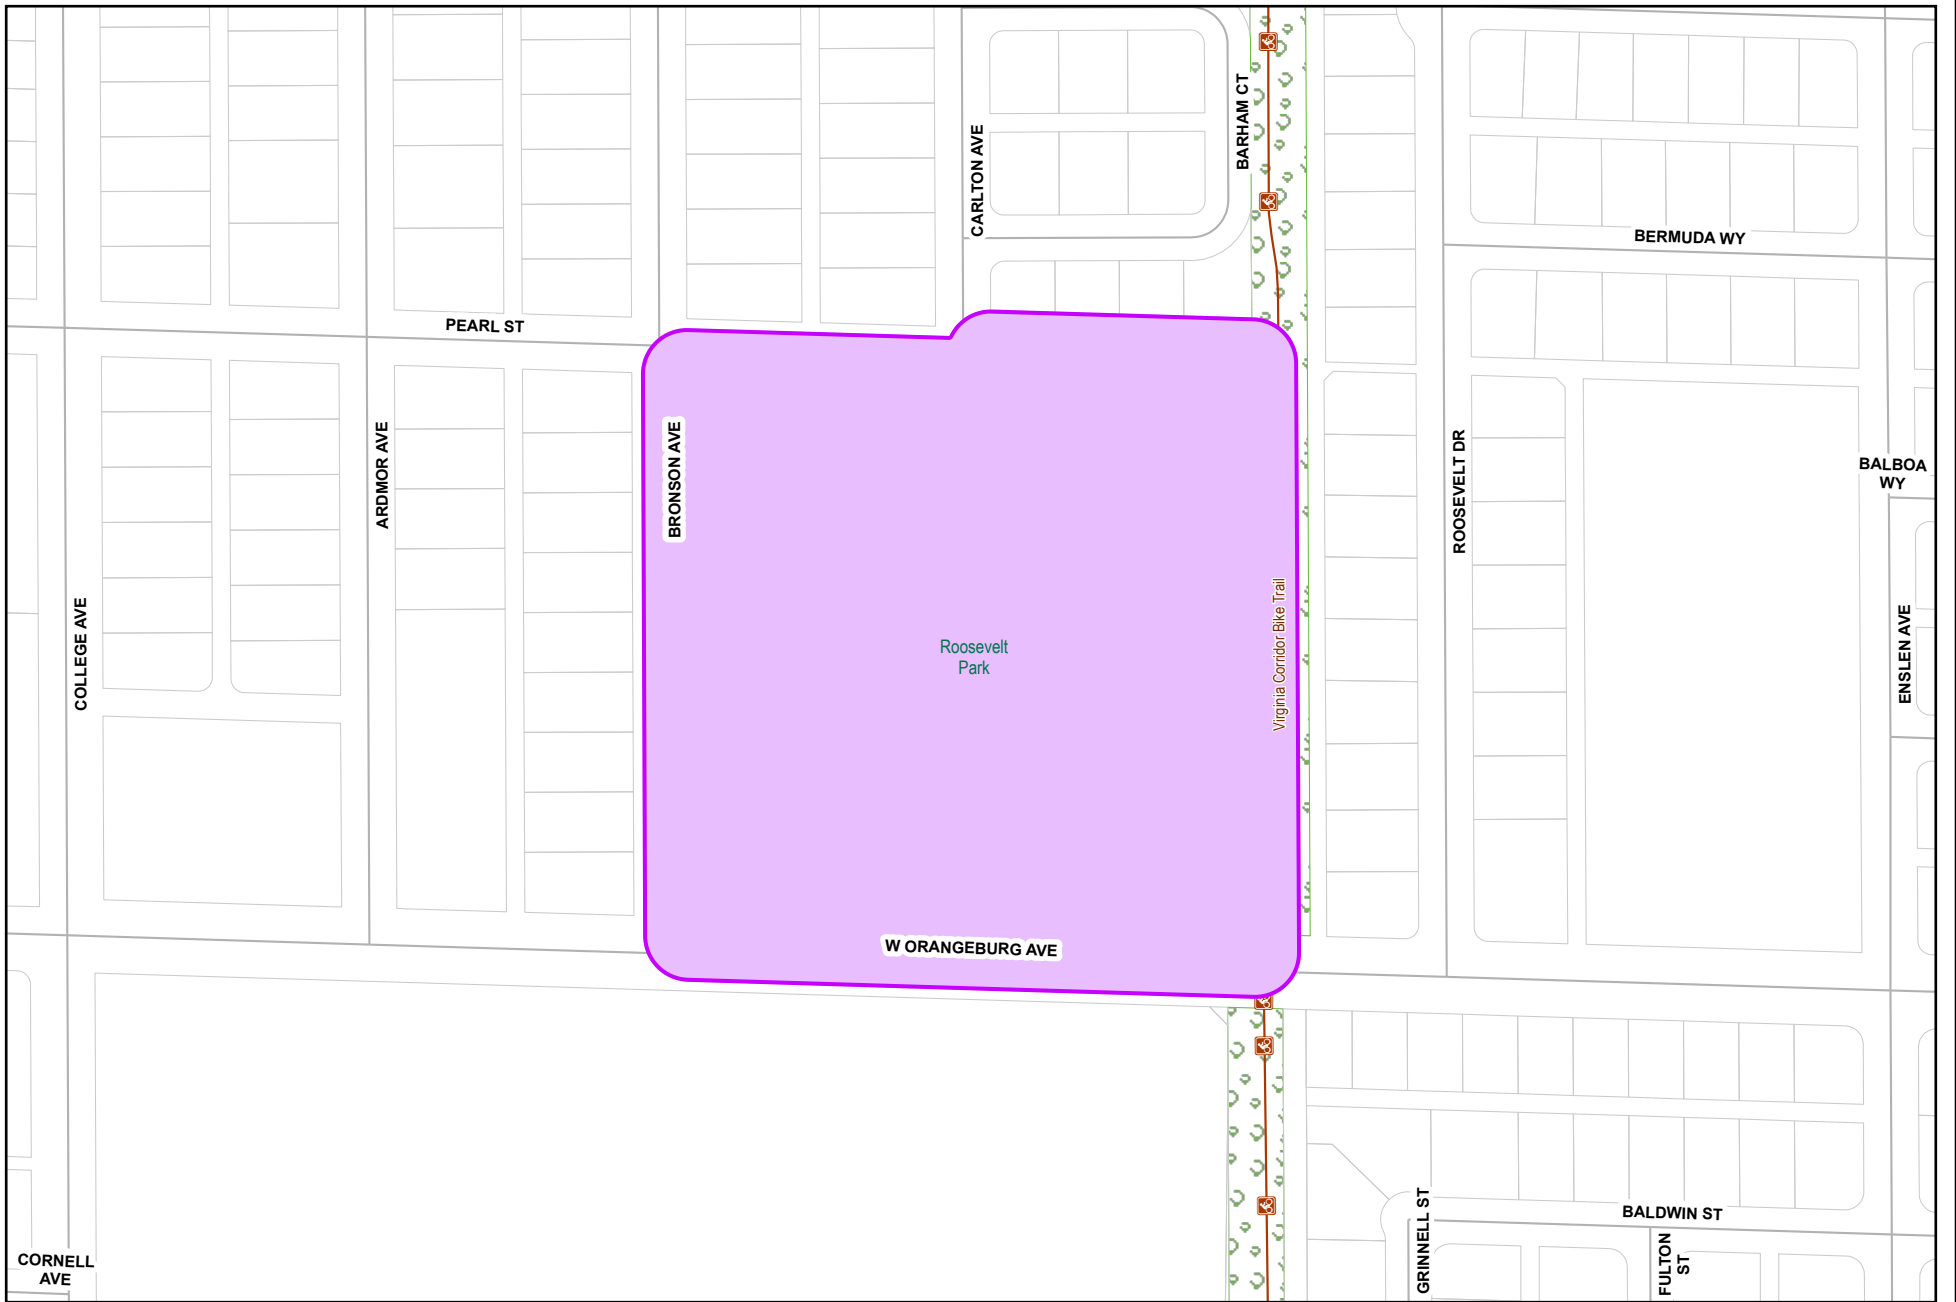 BARHAM CT
CARLTON AVE
BERMUDA WY
PEARL ST
ARDMOR AVE
BRONSON AVE
ROOSEVELT DR
BALBOA
WY
COLLEGE AVE
Roosevelt
Park
Virginia Corridor Bike Trail
ENSLEN AVE
W ORANGEBURG AVE
GRINNELL ST
BALDWIN ST
FULTON
ST
CORNELL
AVE